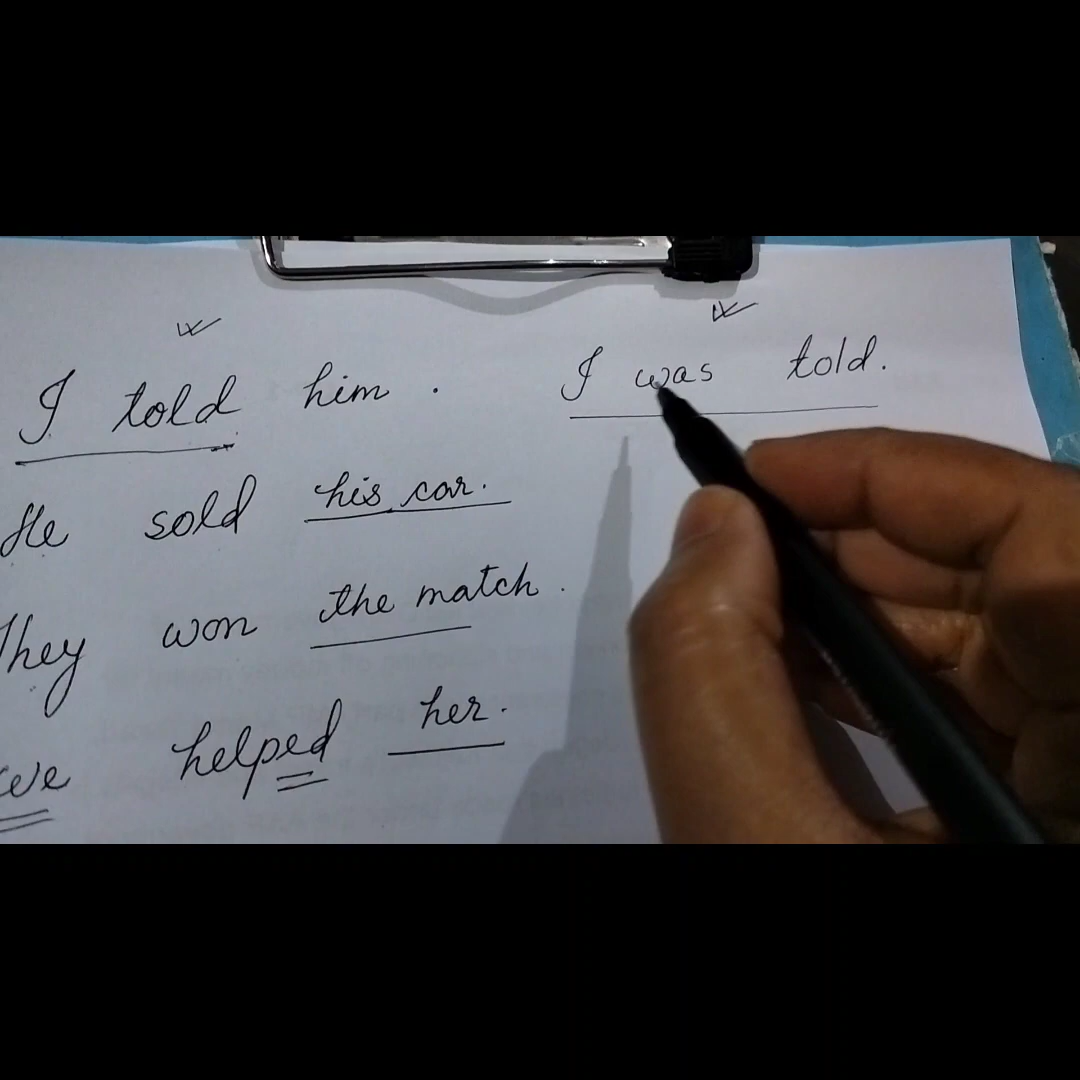 I told him. I was told.
He sold his car.
They won the match.
we helped her.